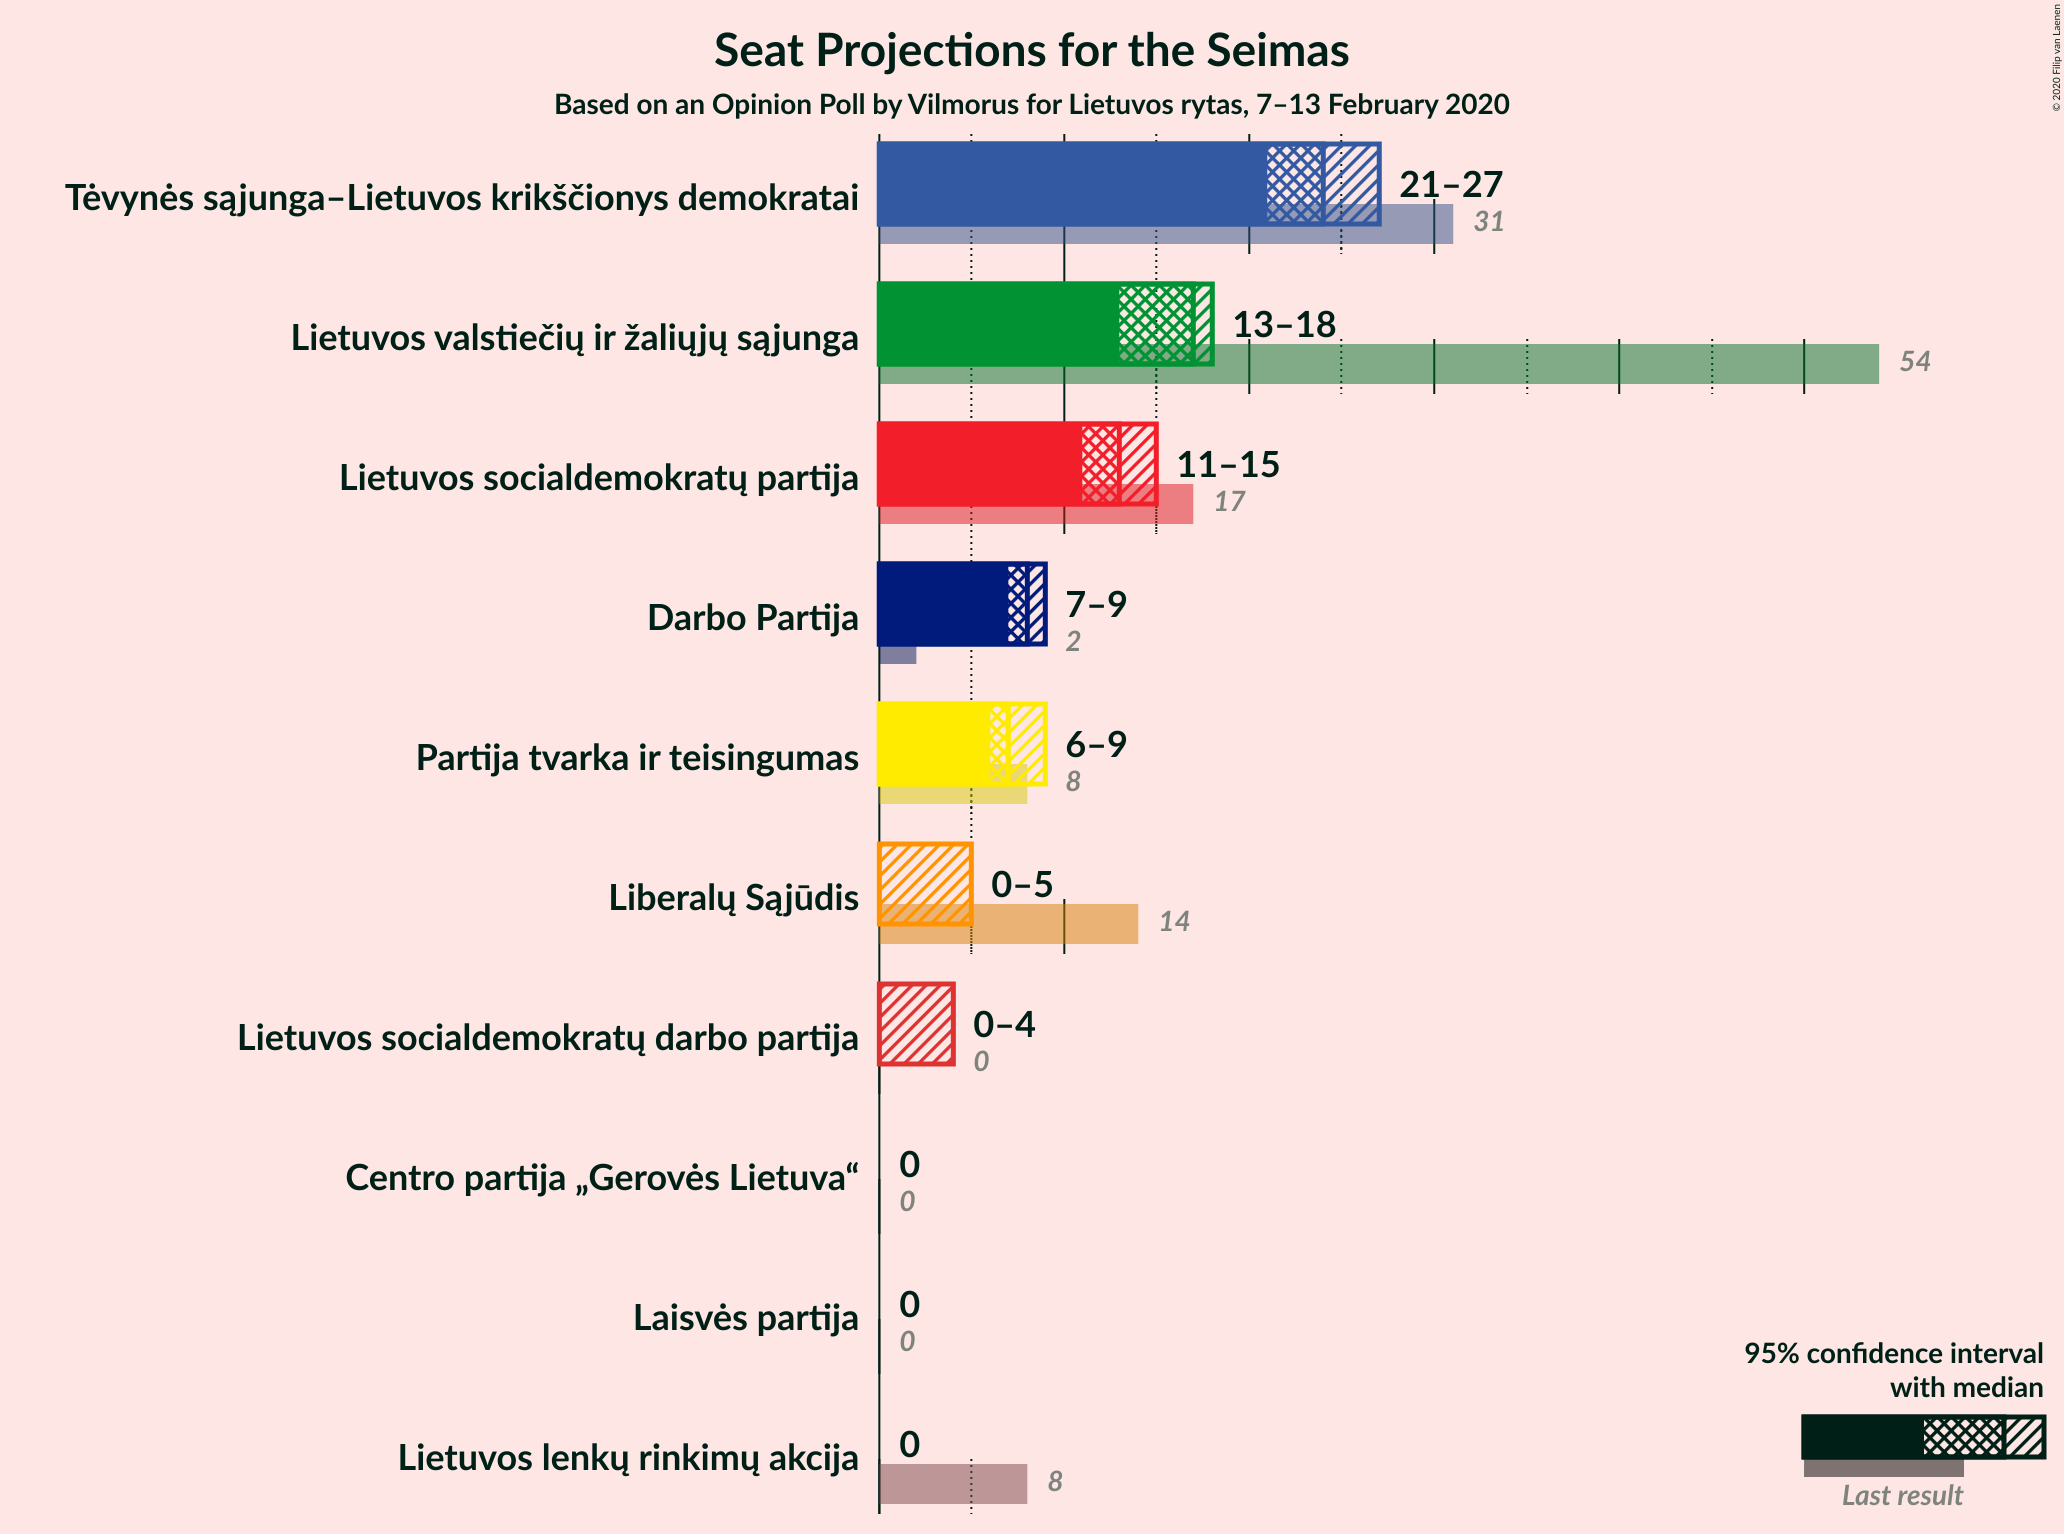 Seat Projections for the Seimas
Based on an Opinion Poll by Vilmorus for Lietuvos rytas, 7–13 February 2020
© 2020 Filip van Laenen
Tėvynės sąjunga–Lietuvos krikščionys demokratai
21–27
31
Lietuvos valstiečių ir žaliųjų sąjunga
13–18
54
Lietuvos socialdemokratų partija
11–15
17
Darbo Partija
7–9
2
Partija tvarka ir teisingumas
6–9
8
Liberalų Sąjūdis
0–5
14
Lietuvos socialdemokratų darbo partija
0–4
0
Centro partija „Gerovės Lietuva“
0
0
Laisvės partija
0
0
Lietuvos lenkų rinkimų akcija
0
8
95% confidence interval
with median
Last result